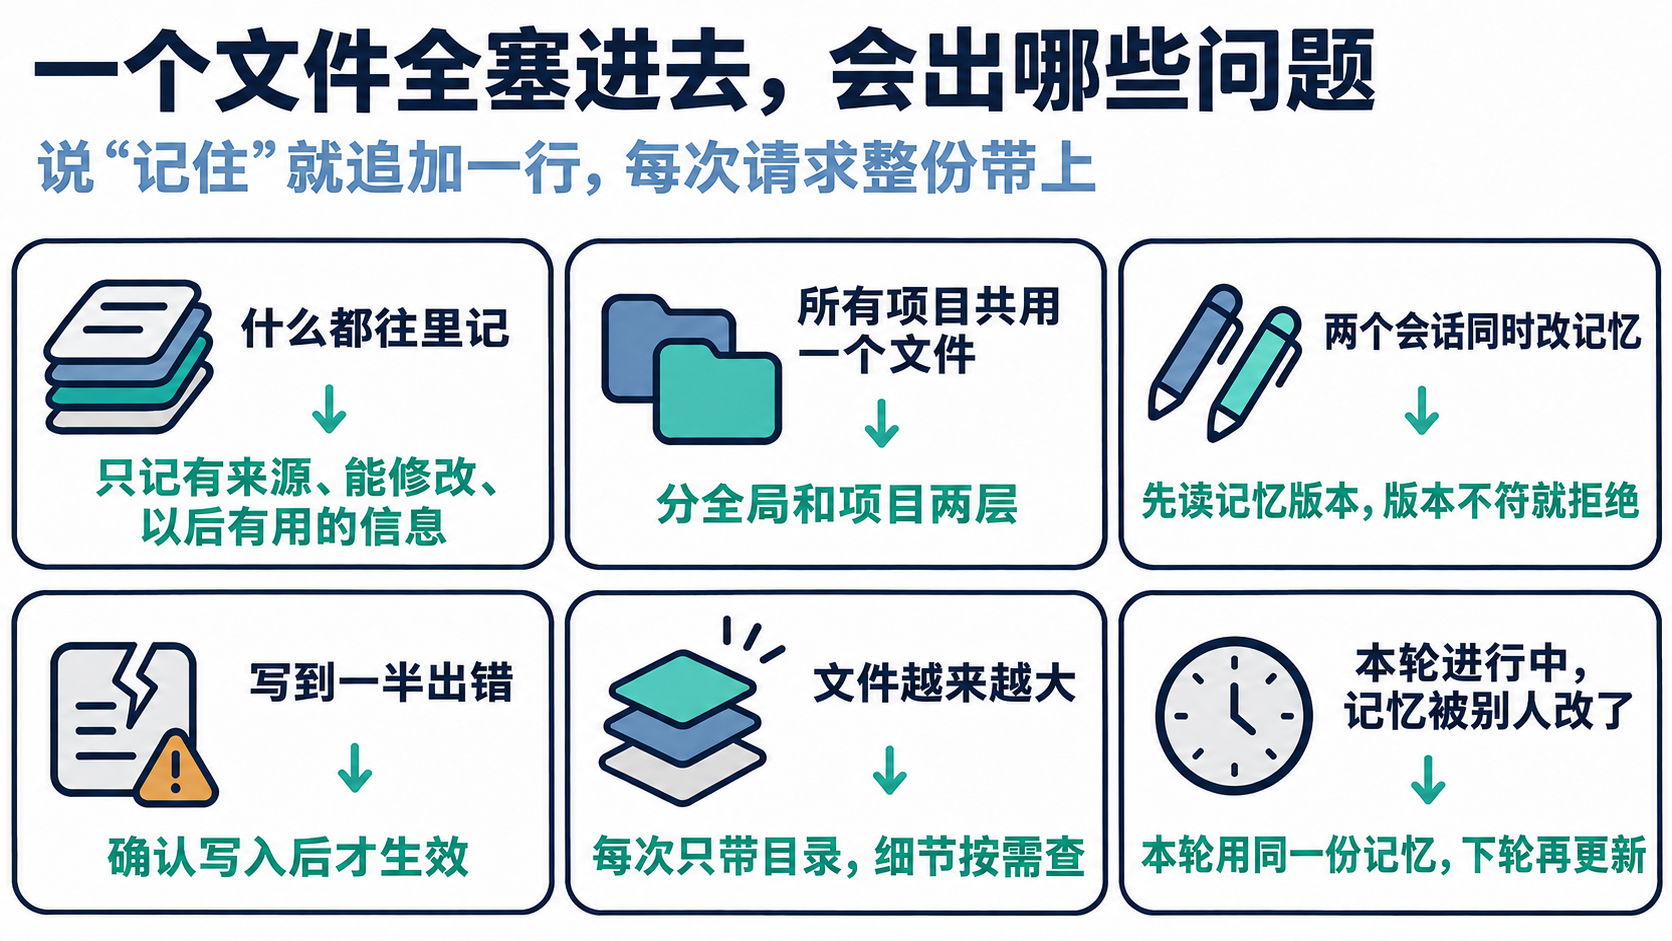 一个文件全塞进去，会出哪些问题
说“记住”就追加一行，每次请求整份带上
什么都往里记
只记有来源、能修改、
以后有用的信息
所有项目共用
一个文件
分全局和项目两层
两个会话同时改记忆
先读记忆版本，版本不符就拒绝
写到一半出错
确认写入后才生效
文件越来越大
每次只带目录，细节按需查
本轮进行中，
记忆被别人改了
本轮用同一份记忆，下轮再更新